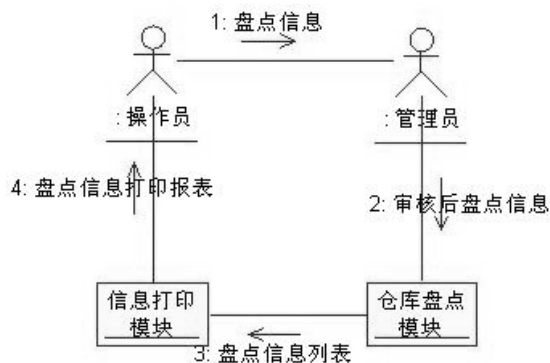 1: 盘点信息
: 操作员
: 管理员
4: 盘点信息打印报表
2: 审核后盘点信息
信息打印
模块
仓库盘点
模块
3: 盘点信息列表